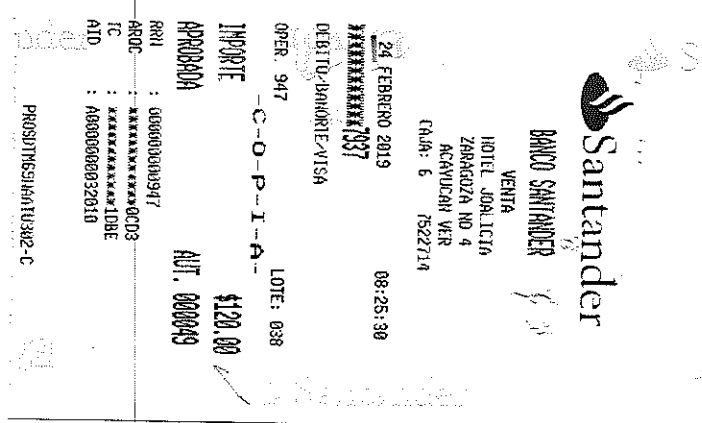 Santander
BANCO SANTANDER
VENTA
HOTEL JOALICIA
ZARAGOZA NO 4
ACAYUCAN VER
CAJA: 6 7522714
24 FEBRERO 2019 08:25:30
************7937
DEBITO/BANORTE/VISA
OPER. 947 LOTE: 038
-C-O-P-I-A-
IMPORTE $120.00
APROBADA AUT. 000049
RRN : 000000000947
ARQC : ************0CD3
TC : ************1DBE
AID : A0000000032010